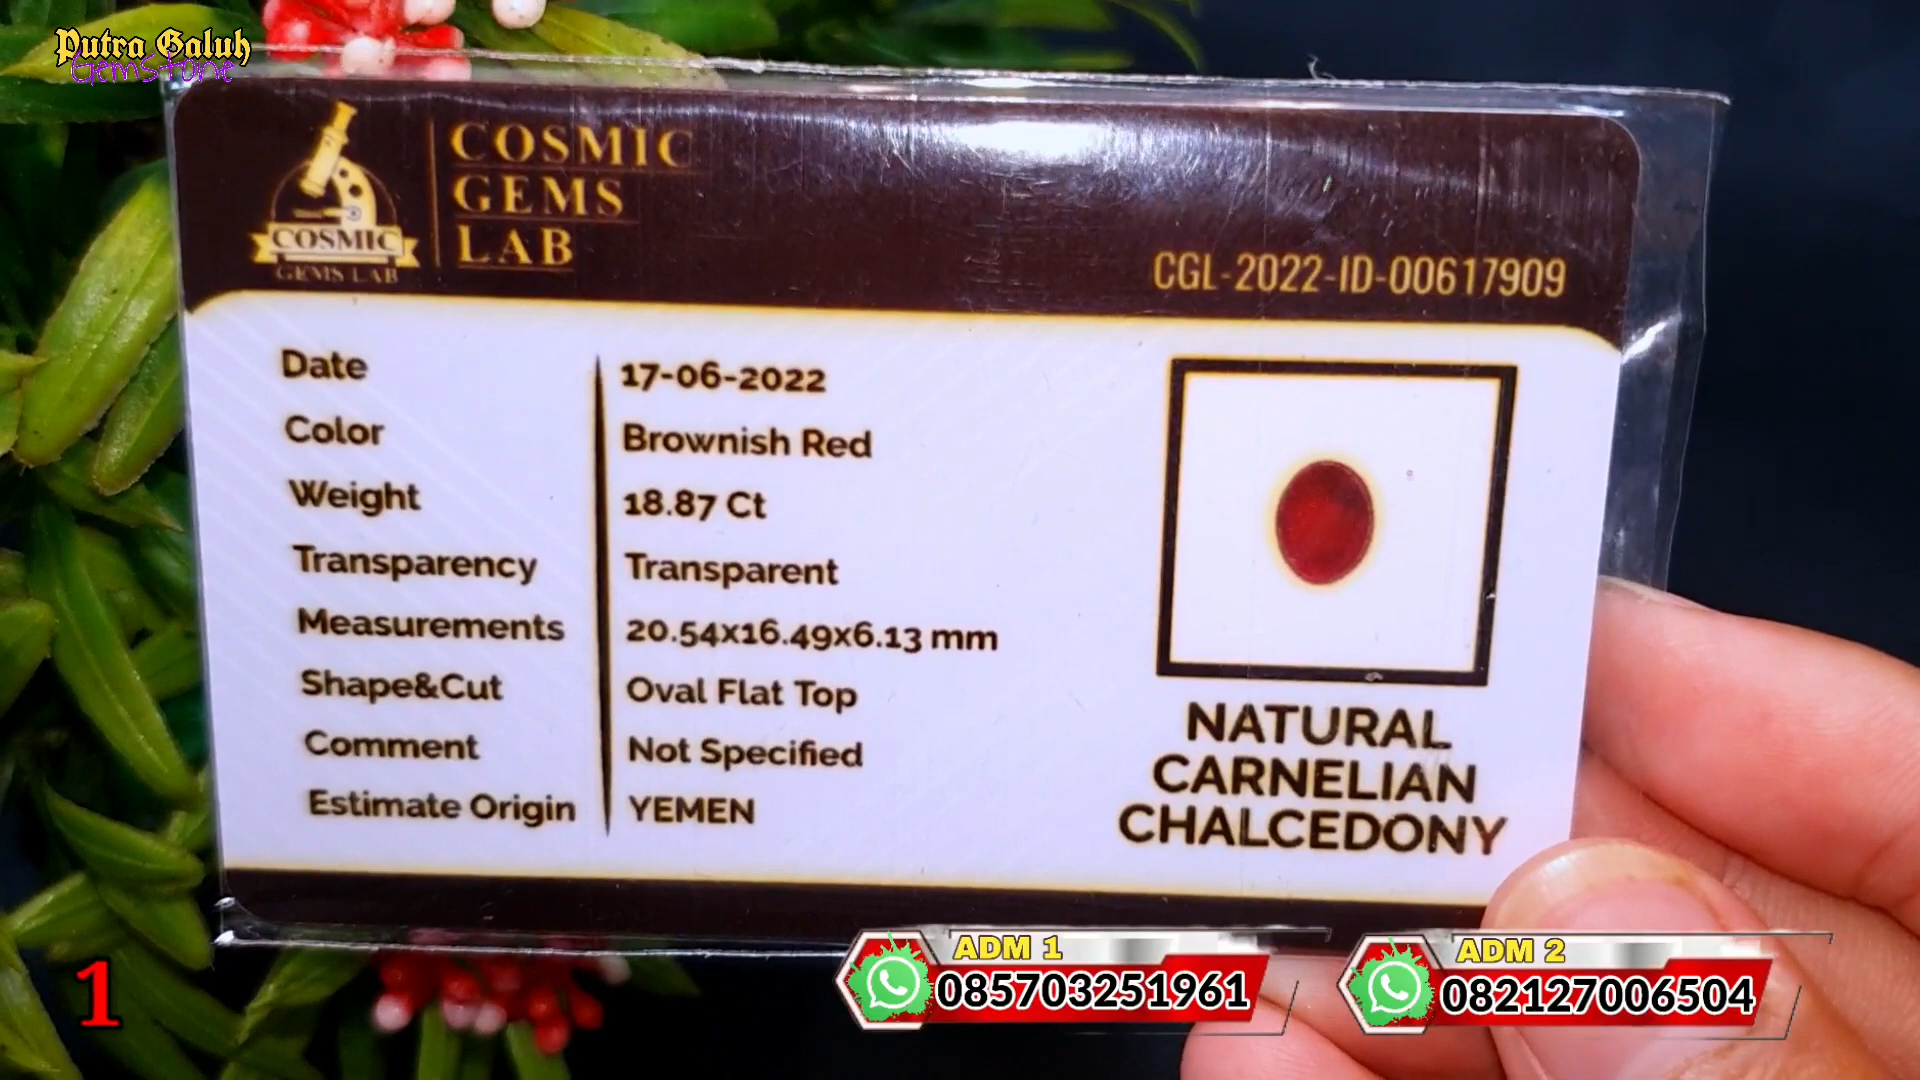 Putra Galuh
Gemstone
COSMIC
GEMS LAB
COSMIC
GEMS
LAB
CGL-2022-ID-00617909
Date 17-06-2022
Color Brownish Red
Weight 18.87 Ct
Transparency Transparent
Measurements 20.54x16.49x6.13 mm
Shape&Cut Oval Flat Top
Comment Not Specified
Estimate Origin YEMEN
NATURAL
CARNELIAN
CHALCEDONY
1
ADM 1
085703251961
ADM 2
082127006504